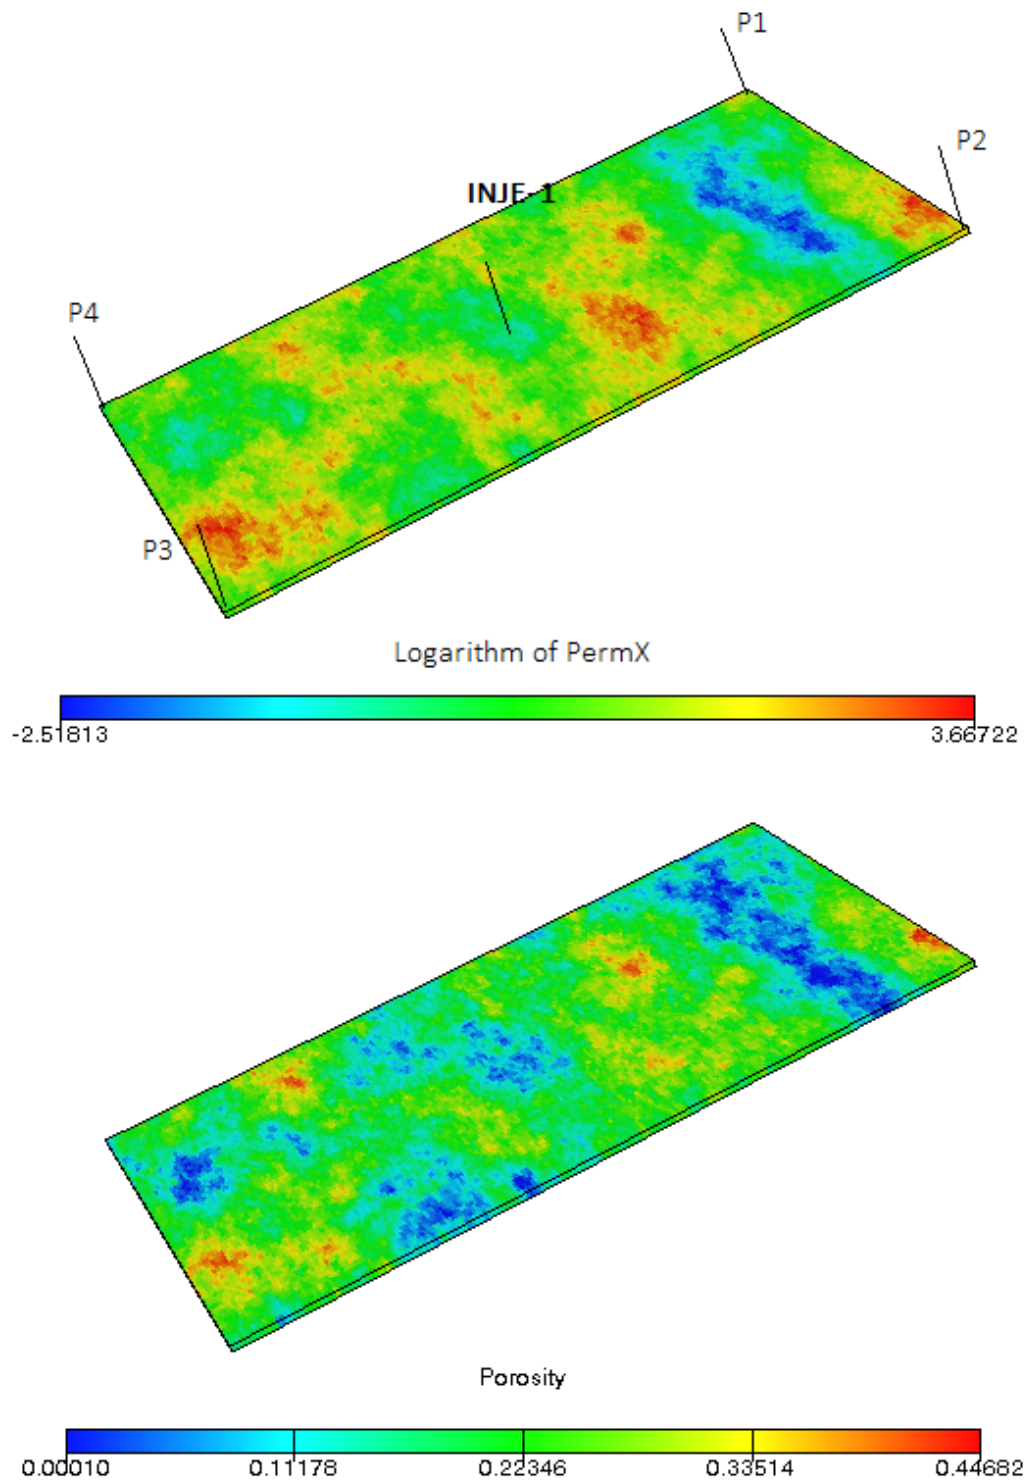 P1
P2
INJE-1
P4
P3
Logarithm of PermX
-2.51813 3.66722
Porosity
0.00010 0.11178 0.22346 0.33514 0.44682